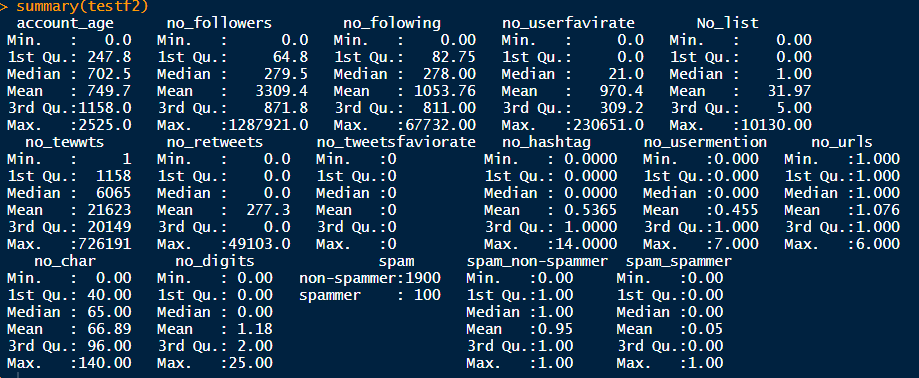 > summary(testf2)
account_age no_followers no_folowing no_userfavirate No_list
Min. : 0.0 Min. : 0.0 Min. : 0.00 Min. : 0.0 Min. : 0.00
1st Qu.: 247.8 1st Qu.: 64.8 1st Qu.: 82.75 1st Qu.: 0.0 1st Qu.: 0.00
Median : 702.5 Median : 279.5 Median : 278.00 Median : 21.0 Median : 1.00
Mean : 749.7 Mean : 3309.4 Mean : 1053.76 Mean : 970.4 Mean : 31.97
3rd Qu.:1158.0 3rd Qu.: 871.8 3rd Qu.: 811.00 3rd Qu.: 309.2 3rd Qu.: 5.00
Max. :2525.0 Max. :1287921.0 Max. :67732.00 Max. :230651.0 Max. :10130.00
no_tewwts no_retweets no_tweetsfaviorate no_hashtag no_usermention no_urls
Min. : 1 Min. : 0.0 Min. :0 Min. : 0.0000 Min. :0.000 Min. :1.000
1st Qu.: 1158 1st Qu.: 0.0 1st Qu.:0 1st Qu.: 0.0000 1st Qu.:0.000 1st Qu.:1.000
Median : 6065 Median : 0.0 Median :0 Median : 0.0000 Median :0.000 Median :1.000
Mean : 21623 Mean : 277.3 Mean :0 Mean : 0.5365 Mean :0.455 Mean :1.076
3rd Qu.: 20149 3rd Qu.: 0.0 3rd Qu.:0 3rd Qu.: 1.0000 3rd Qu.:1.000 3rd Qu.:1.000
Max. :726191 Max. :49103.0 Max. :0 Max. :14.0000 Max. :7.000 Max. :6.000
no_char no_digits spam spam_non-spammer spam_spammer
Min. : 0.00 Min. : 0.00 non-spammer:1900 Min. :0.00 Min. :0.00
1st Qu.: 40.00 1st Qu.: 0.00 spammer : 100 1st Qu.:1.00 1st Qu.:0.00
Median : 65.00 Median : 0.00 Median :1.00 Median :0.00
Mean : 66.89 Mean : 1.18 Mean :0.95 Mean :0.05
3rd Qu.: 96.00 3rd Qu.: 2.00 3rd Qu.:1.00 3rd Qu.:0.00
Max. :140.00 Max. :25.00 Max. :1.00 Max. :1.00